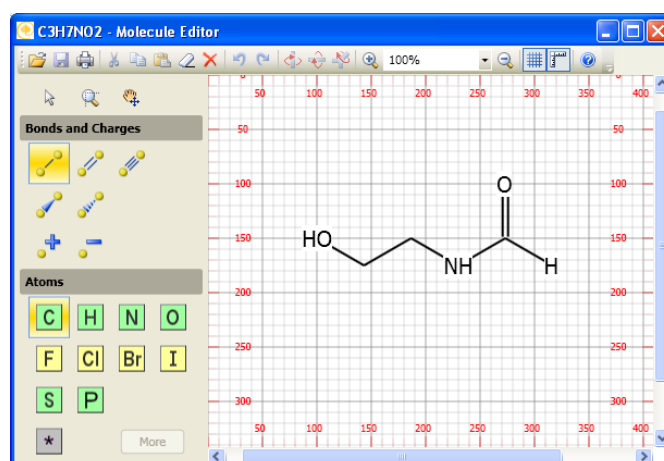 C3H7NO2 - Molecule Editor
100%
Bonds and Charges
Atoms
C H N O
F Cl Br I
S P
*
More
50 100 150 200 250 300 350 400
50 50
100 100
150 150
200 200
250 250
300 300
50 100 150 200 250 300 350 400
O
HO
NH
H